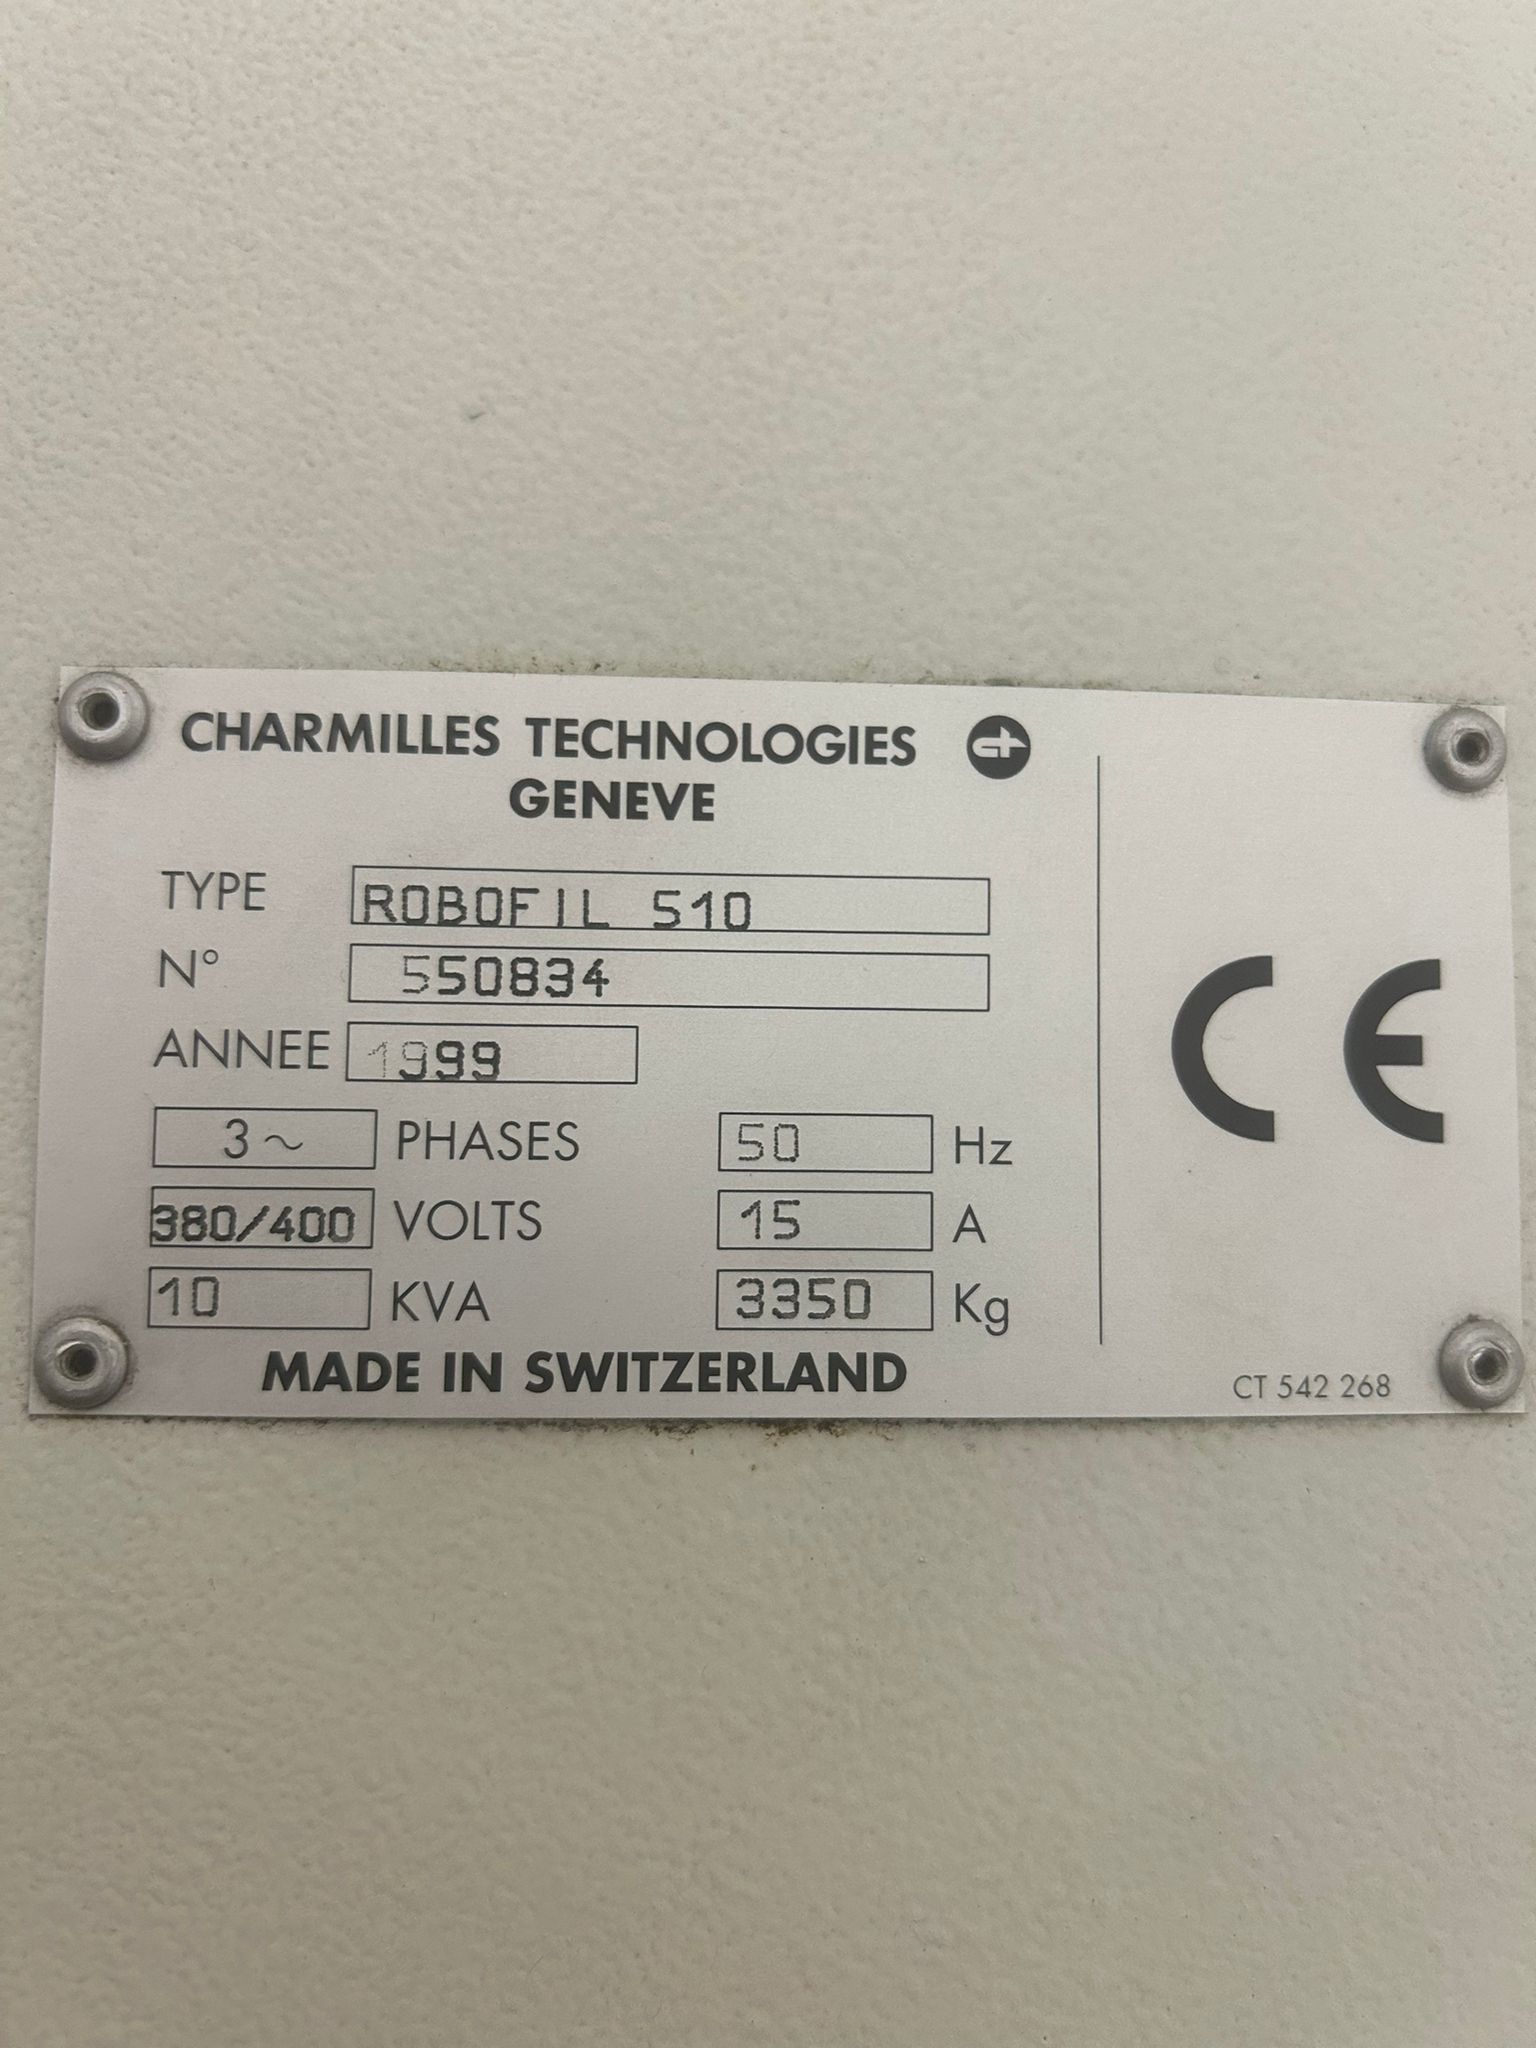 CHARMILLES TECHNOLOGIES
GENEVE
TYPE ROBOFIL 510
N° 550834
ANNEE 1999
3~ PHASES 50 Hz
380/400 VOLTS 15 A
10 KVA 3350 Kg
MADE IN SWITZERLAND
CE
CT 542 268